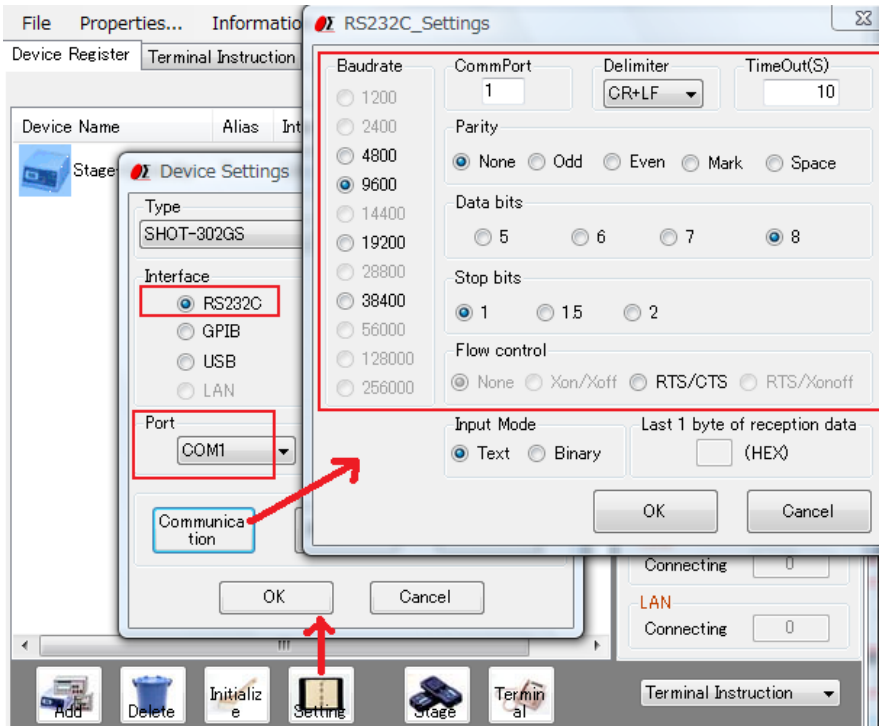 File Properties... Informatio
Device Register Terminal Instruction
Device Name Alias Int
Stage
Device Settings
Type
SHOT-302GS
Interface
RS232C
GPIB
USB
LAN
Port
COM1
Communica
tion
OK Cancel
RS232C_Settings
Baudrate
1200
2400
4800
9600
14400
19200
28800
38400
56000
128000
256000
CommPort
1
Delimiter
CR+LF
TimeOut(S)
10
Parity
None Odd Even Mark Space
Data bits
5 6 7 8
Stop bits
1 1.5 2
Flow control
None Xon/Xoff RTS/CTS RTS/Xonoff
Input Mode
Text Binary
Last 1 byte of reception data
(HEX)
OK Cancel
Connecting 0
LAN
Connecting 0
Add Delete Initializ
e Setting Stage Termin
al
Terminal Instruction